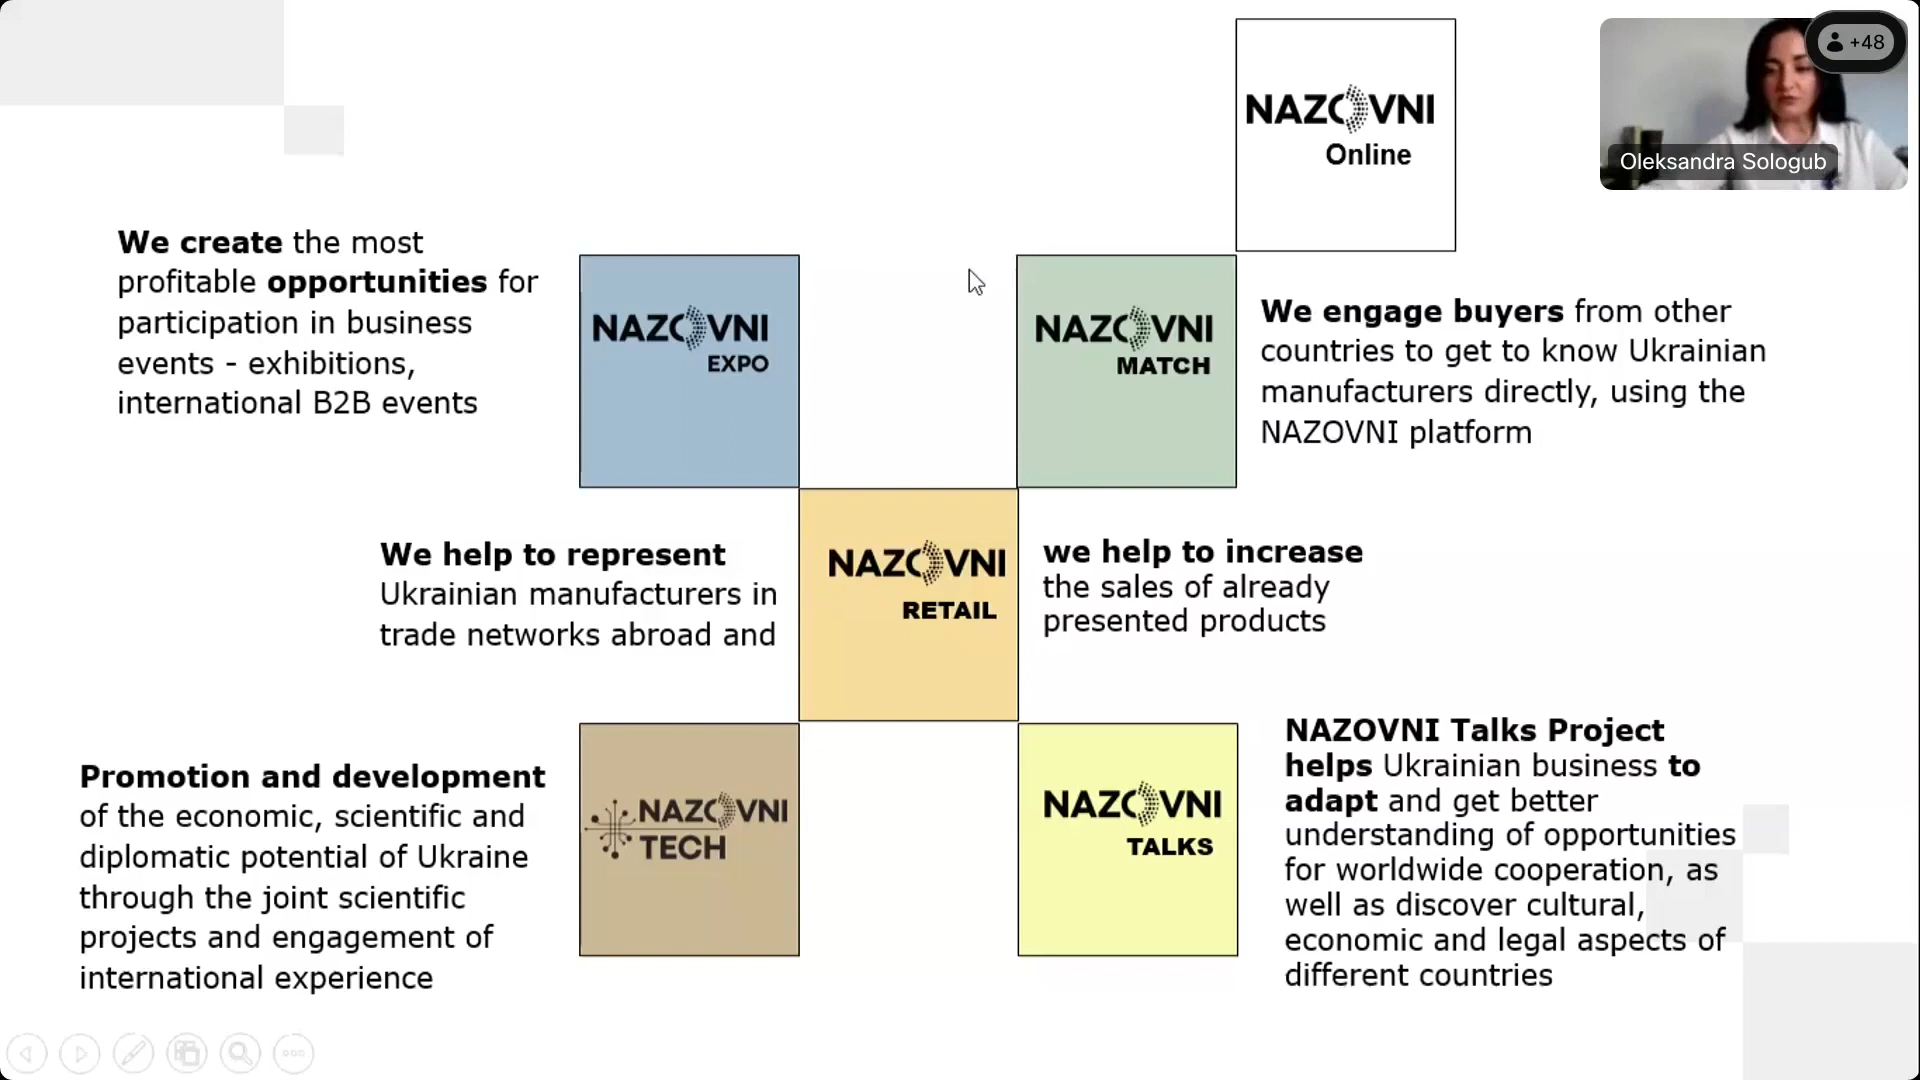 NAZOVNI
Online
+48
Oleksandra Sologub
We create the most
profitable opportunities for
participation in business
events - exhibitions,
international B2B events
NAZOVNI
EXPO
NAZOVNI
MATCH
We engage buyers from other
countries to get to know Ukrainian
manufacturers directly, using the
NAZOVNI platform
We help to represent
Ukrainian manufacturers in
trade networks abroad and
NAZOVNI
RETAIL
we help to increase
the sales of already
presented products
Promotion and development
of the economic, scientific and
diplomatic potential of Ukraine
through the joint scientific
projects and engagement of
international experience
NAZOVNI
TECH
NAZOVNI
TALKS
NAZOVNI Talks Project
helps Ukrainian business to
adapt and get better
understanding of opportunities
for worldwide cooperation, as
well as discover cultural,
economic and legal aspects of
different countries